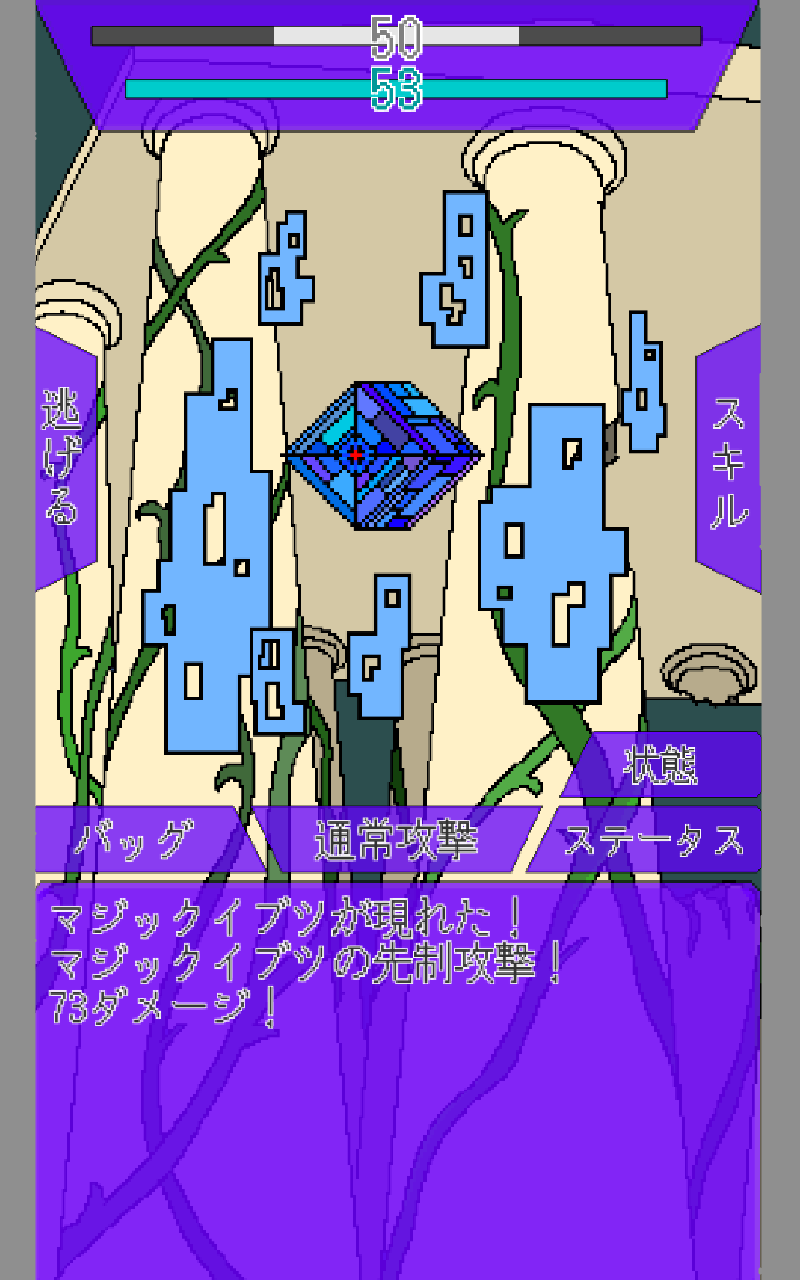 50
53
逃げる
スキル
状態
バッグ
通常攻撃
ステータス
マジックイブツが現れた！
マジックイブツの先制攻撃！
73ダメージ！